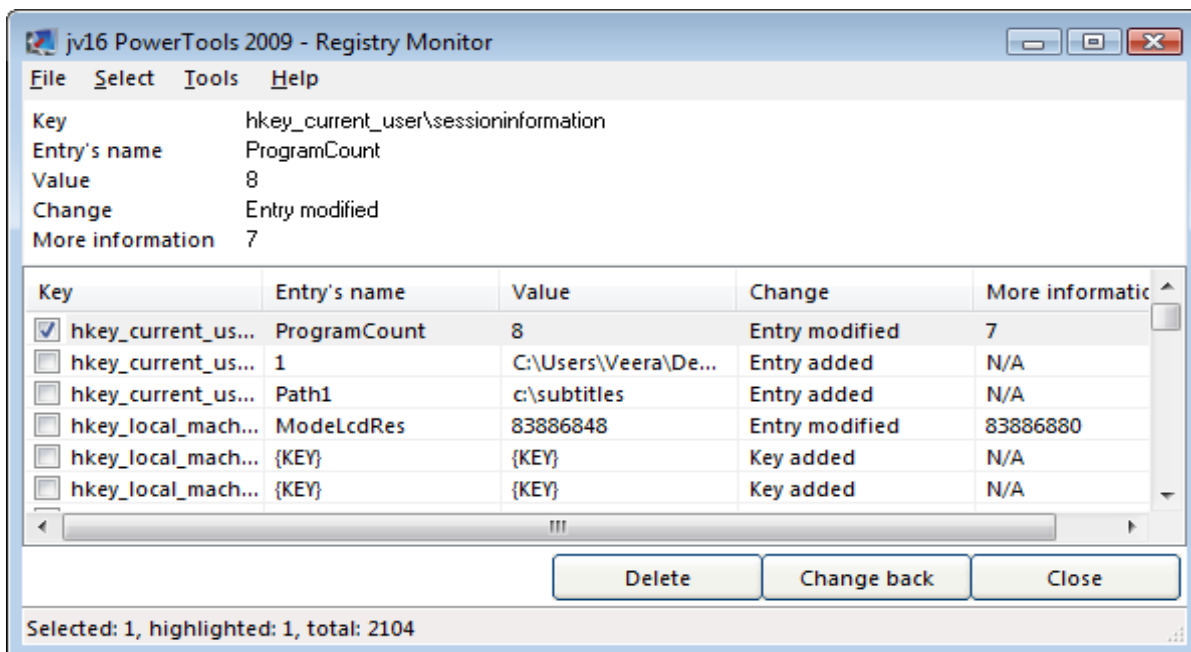 jv16 PowerTools 2009 - Registry Monitor
File Select Tools Help
Key hkey_current_user\sessioninformation
Entry's name ProgramCount
Value 8
Change Entry modified
More information 7
Key Entry's name Value Change More informatic
hkey_current_us... ProgramCount 8 Entry modified 7
hkey_current_us... 1 C:\Users\Veera\De... Entry added N/A
hkey_current_us... Path1 c:\subtitles Entry added N/A
hkey_local_mach... ModeLcdRes 83886848 Entry modified 83886880
hkey_local_mach... {KEY} {KEY} Key added N/A
hkey_local_mach... {KEY} {KEY} Key added N/A
Delete Change back Close
Selected: 1, highlighted: 1, total: 2104